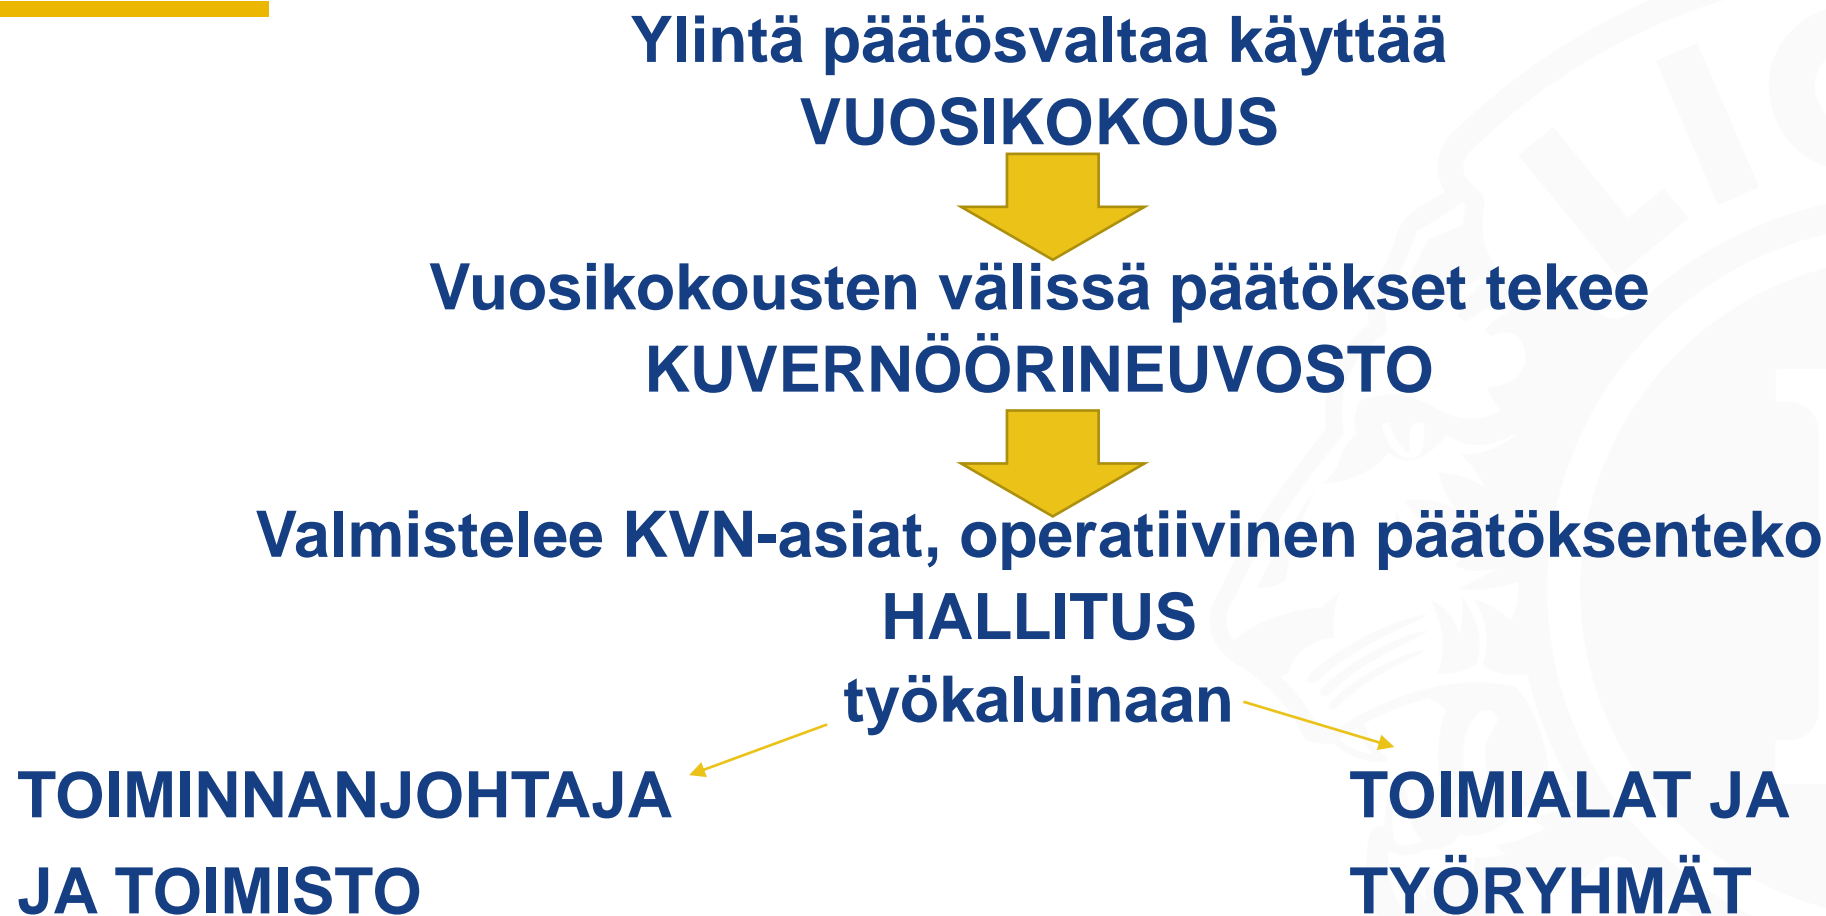 Ylintä päätösvaltaa käyttää
VUOSIKOKOUS
Vuosikokousten välissä päätökset tekee
KUVERNÖÖRINEUVOSTO
Valmistelee KVN-asiat, operatiivinen päätöksenteko
HALLITUS
työkaluinaan
TOIMINNANJOHTAJA
JA TOIMISTO
TOIMIALAT JA
TYÖRYHMÄT